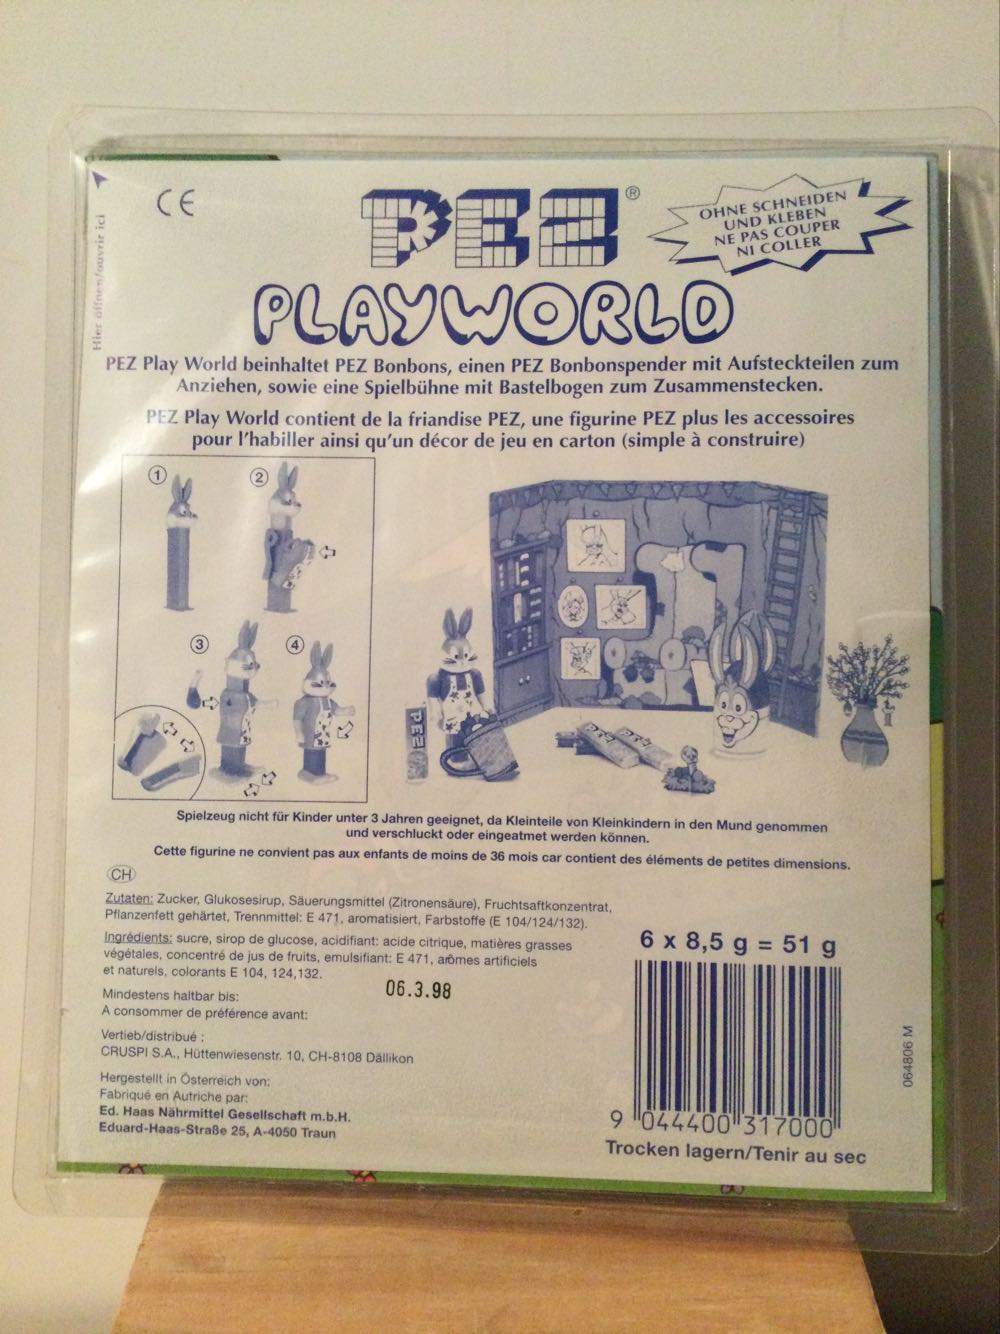 CE
PEZ®
OHNE SCHNEIDEN
UND KLEBEN
NE PAS COUPER
NI COLLER
Hier öffnen/ouvrir ici
PLAYWORLD
PEZ Play World beinhaltet PEZ Bonbons, einen PEZ Bonbonspender mit Aufsteckteilen zum
Anziehen, sowie eine Spielbühne mit Bastelbogen zum Zusammenstecken.
PEZ Play World contient de la friandise PEZ, une figurine PEZ plus les accessoires
pour l'habiller ainsi qu'un décor de jeu en carton (simple à construire)
1
2
3
4
PEZ
PEZ
PEZ
Spielzeug nicht für Kinder unter 3 Jahren geeignet, da Kleinteile von Kleinkindern in den Mund genommen
und verschluckt oder eingeatmet werden können.
Cette figurine ne convient pas aux enfants de moins de 36 mois car contient des éléments de petites dimensions.
CH
Zutaten: Zucker, Glukosesirup, Säuerungsmittel (Zitronensäure), Fruchtsaftkonzentrat,
Pflanzenfett gehärtet, Trennmittel: E 471, aromatisiert, Farbstoffe (E 104/124/132).
Ingrédients: sucre, sirop de glucose, acidifiant: acide citrique, matières grasses
végétales, concentré de jus de fruits, emulsifiant: E 471, arômes artificiels
et naturels, colorants E 104, 124,132.
Mindestens haltbar bis:
A consommer de préférence avant:
06.3.98
Vertieb/distribué :
CRUSPI S.A., Hüttenwiesenstr. 10, CH-8108 Dällikon
Hergestellt in Österreich von:
Fabriqué en Autriche par:
Ed. Haas Nährmittel Gesellschaft m.b.H.
Eduard-Haas-Straße 25, A-4050 Traun
6 x 8,5 g = 51 g
9 044400 317000
064806 M
Trocken lagern/Tenir au sec